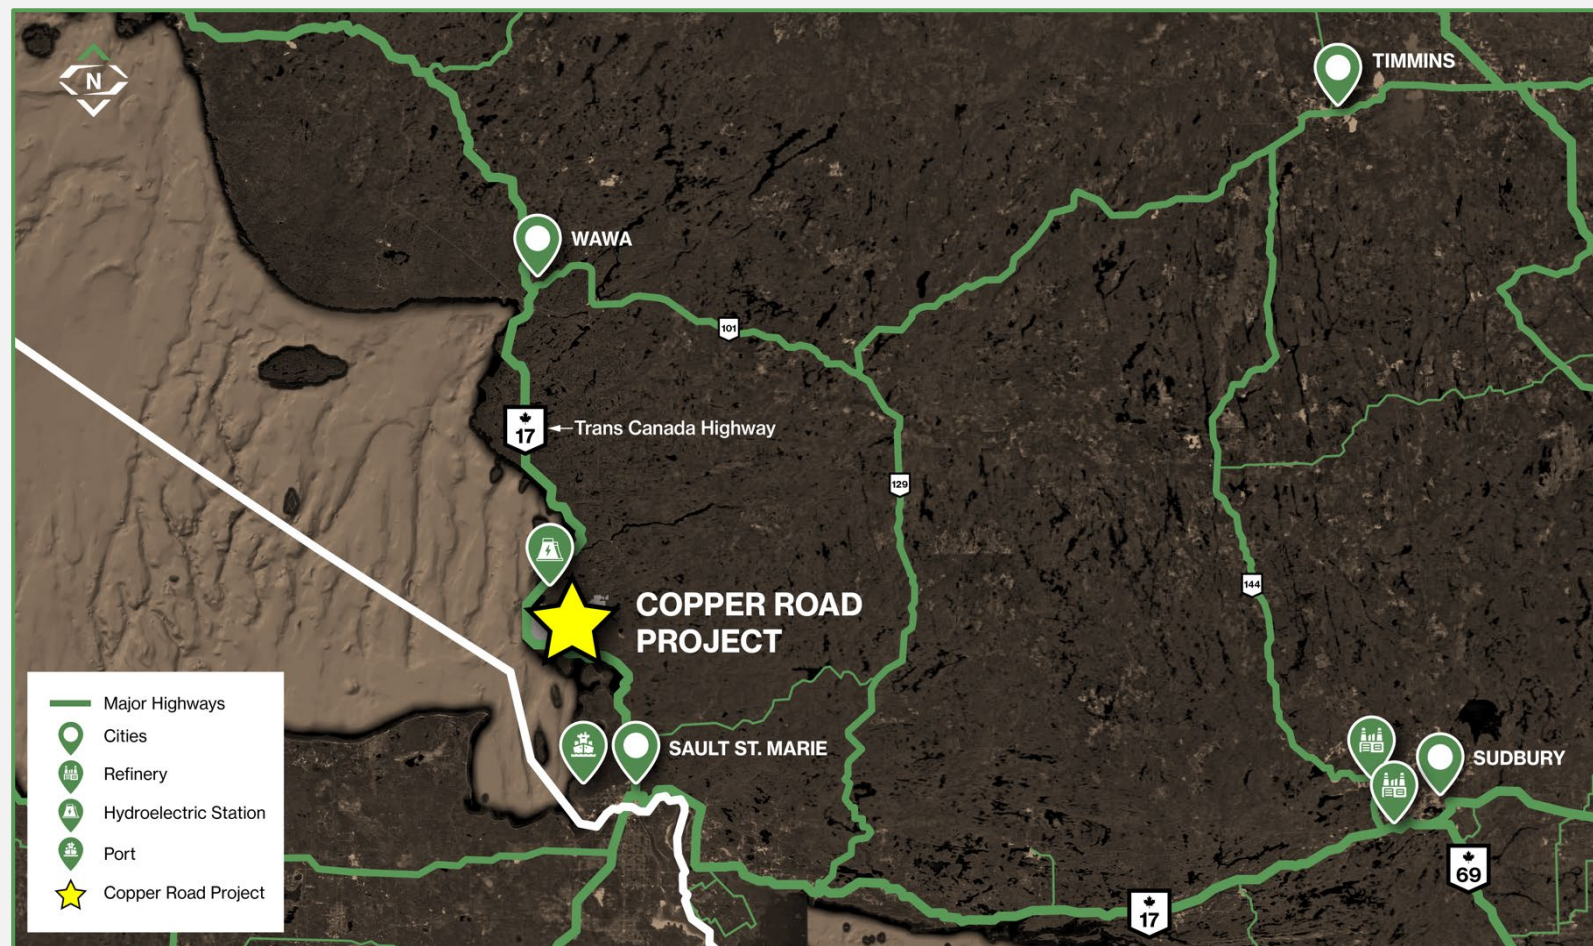 N
TIMMINS
WAWA
101
17
Trans Canada Highway
129
144
COPPER ROAD
PROJECT
SAULT ST. MARIE
SUDBURY
69
17
Major Highways
Cities
Refinery
Hydroelectric Station
Port
Copper Road Project